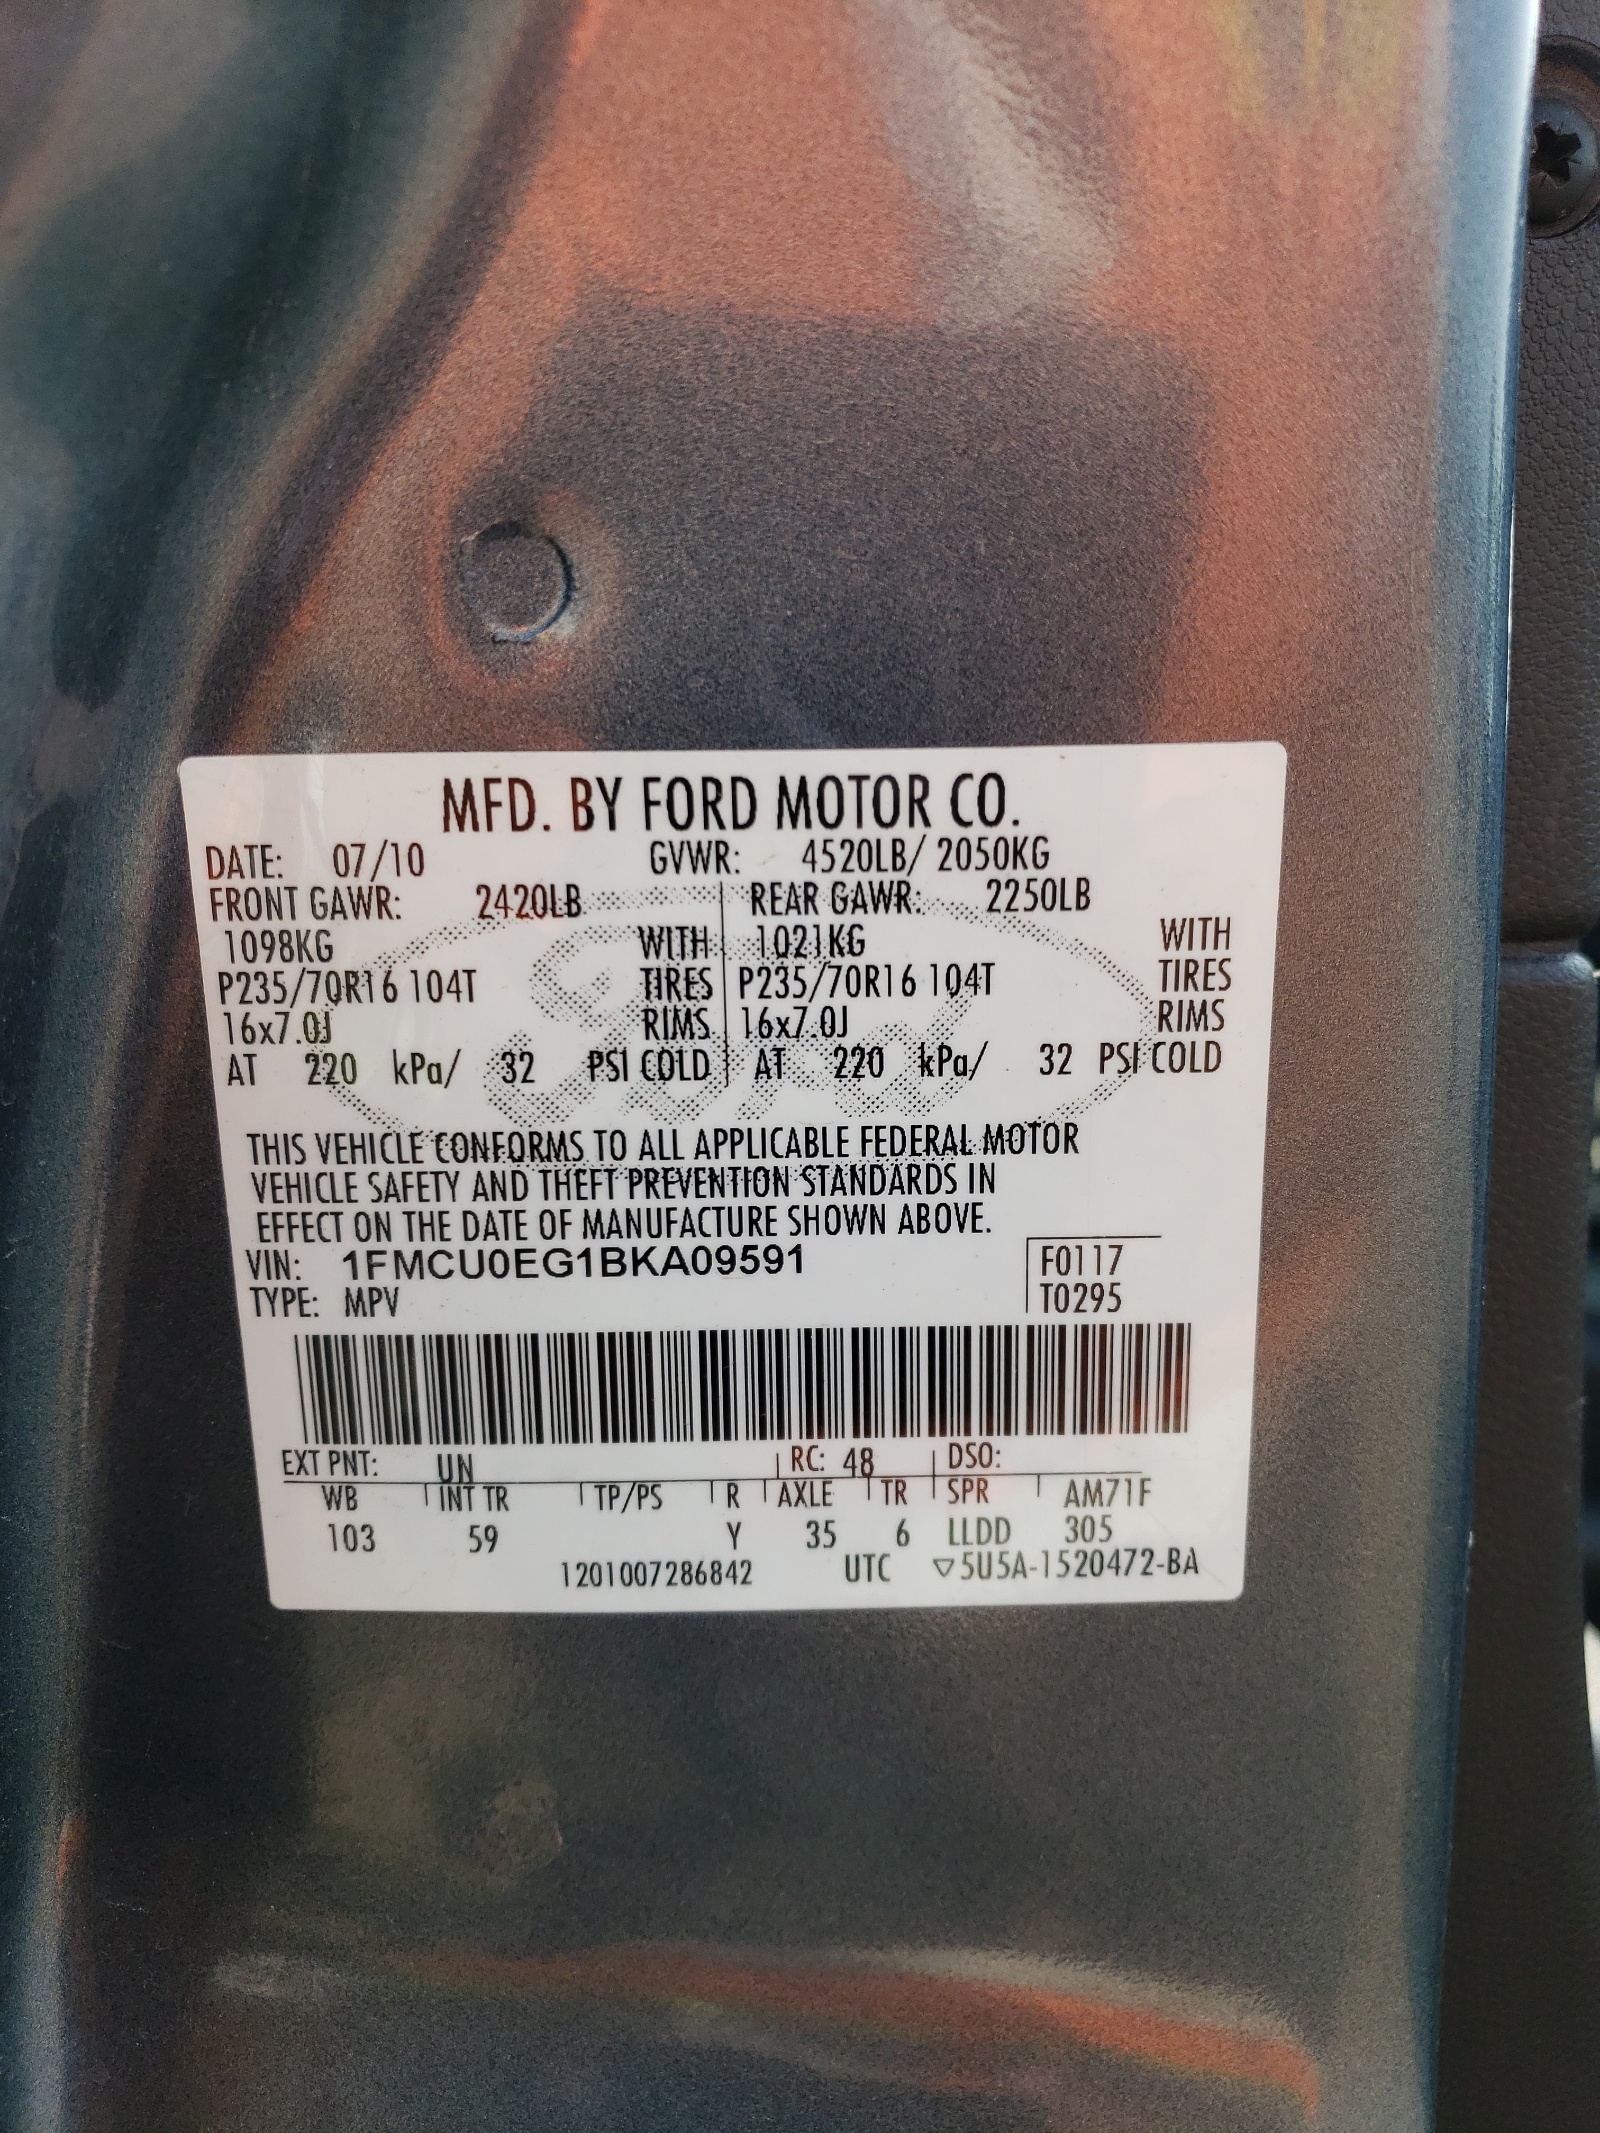 MFD. BY FORD MOTOR CO.
DATE: 07/10 GVWR: 4520LB/ 2050KG
FRONT GAWR: 2420LB REAR GAWR: 2250LB
1098KG WITH 1021KG WITH
P235/70R16 104T TIRES P235/70R16 104T TIRES
16x7.0J RIMS 16x7.0J RIMS
AT 220 kPa/ 32 PSI COLD AT 220 kPa/ 32 PSI COLD
Ford
THIS VEHICLE CONFORMS TO ALL APPLICABLE FEDERAL MOTOR
VEHICLE SAFETY AND THEFT PREVENTION STANDARDS IN
EFFECT ON THE DATE OF MANUFACTURE SHOWN ABOVE.
VIN: 1FMCU0EG1BKA09591 F0117
TYPE: MPV T0295
EXT PNT: UN RC: 48 DSO:
WB INT TR TP/PS R AXLE TR SPR AM71F
103 59 Y 35 6 LLDD 305
1201007286842 UTC ▽5U5A-1520472-BA